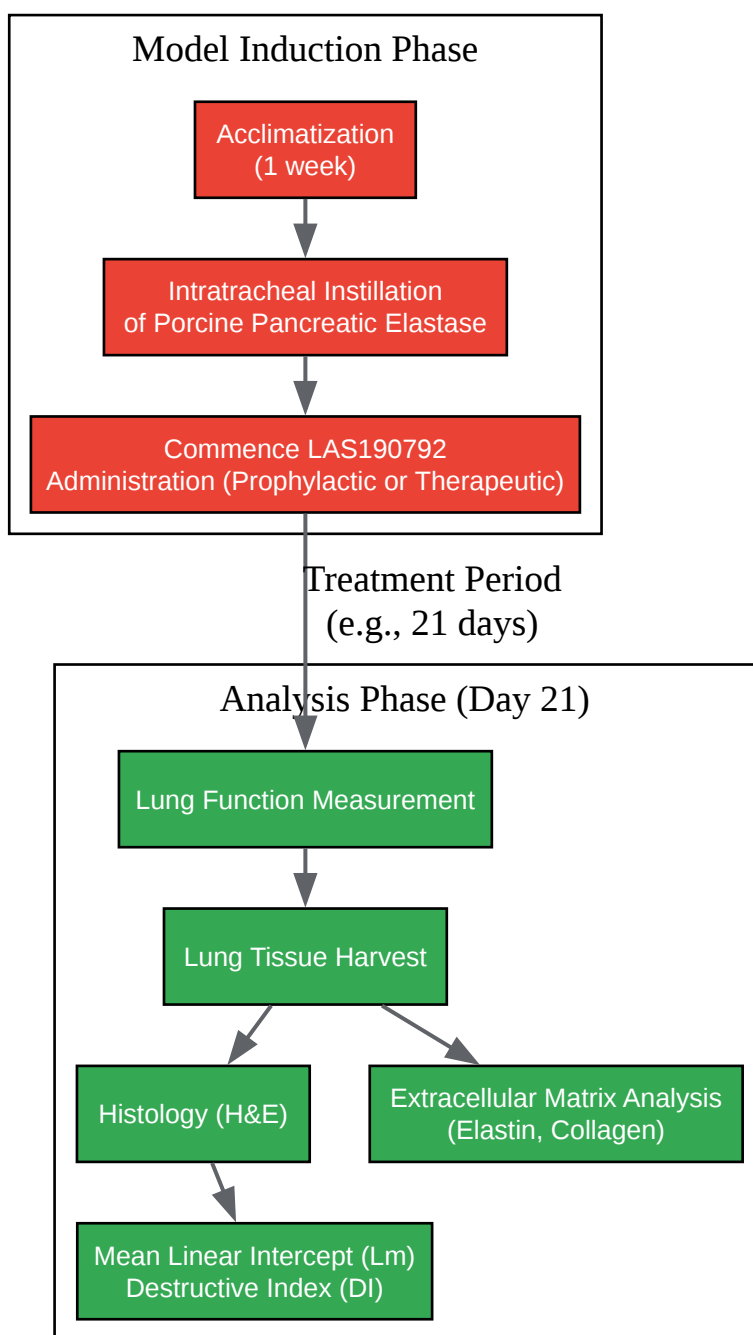 Model Induction Phase
Acclimatization
(1 week)
Intratracheal Instillation
of Porcine Pancreatic Elastase
Commence LAS190792
Administration (Prophylactic or Therapeutic)
Treatment Period
(e.g., 21 days)
Analysis Phase (Day 21)
Lung Function Measurement
Lung Tissue Harvest
Histology (H&E)
Extracellular Matrix Analysis
(Elastin, Collagen)
Mean Linear Intercept (Lm)
Destructive Index (DI)